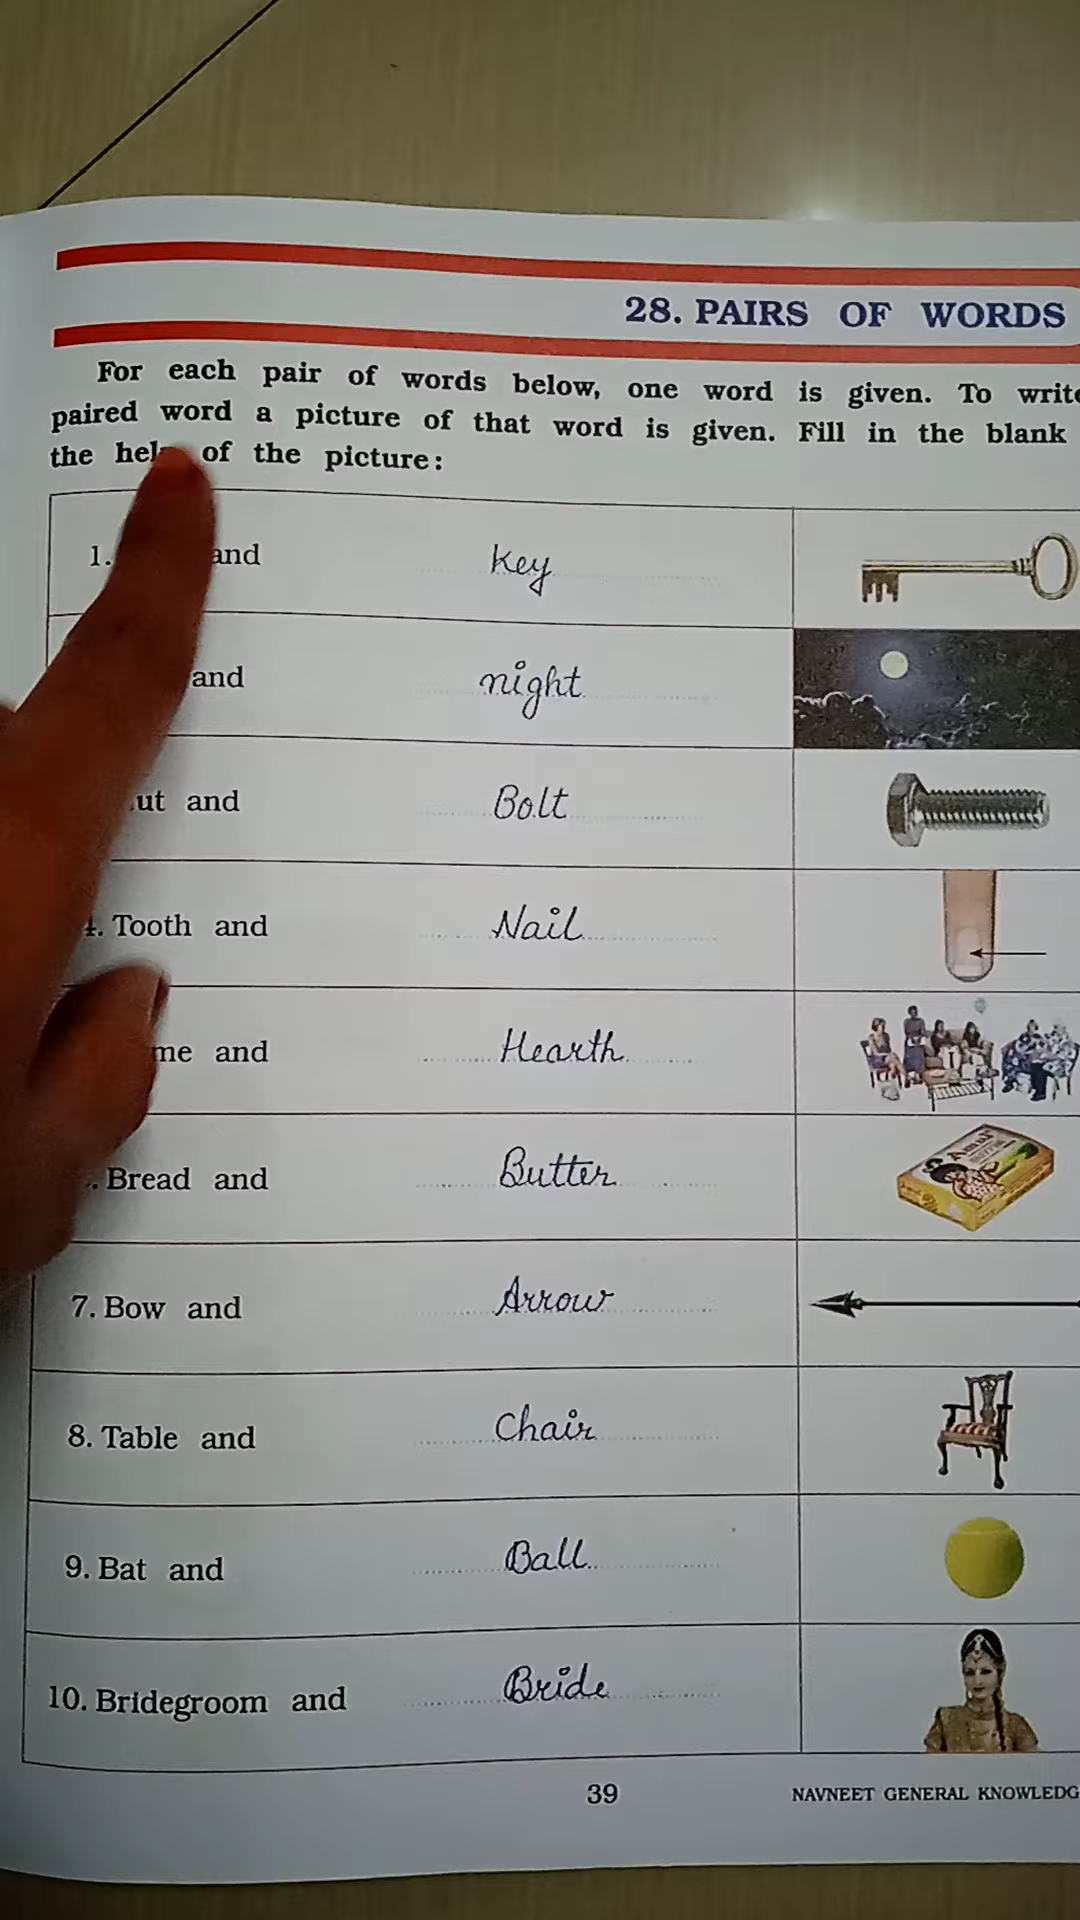 28. PAIRS OF WORDS
For each pair of words below, one word is given. To write
paired word a picture of that word is given. Fill in the blank
the of the picture:
1. and key
and night
and Bolt
4. Tooth and Nail
and Hearth
Bread and Butter
7. Bow and Arrow
8. Table and Chair
9. Bat and Ball
10. Bridegroom and Bride
39 NAVNEET GENERAL